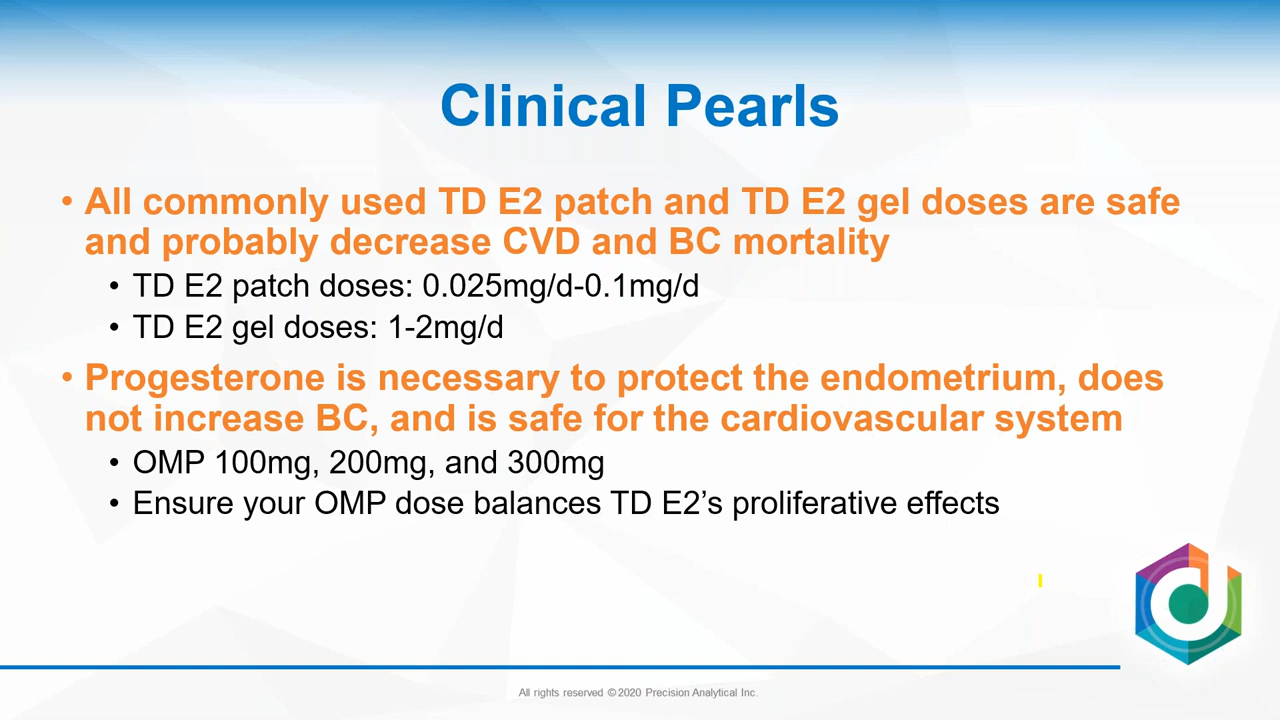 Clinical Pearls
• All commonly used TD E2 patch and TD E2 gel doses are safe
and probably decrease CVD and BC mortality
• TD E2 patch doses: 0.025mg/d-0.1mg/d
• TD E2 gel doses: 1-2mg/d
• Progesterone is necessary to protect the endometrium, does
not increase BC, and is safe for the cardiovascular system
• OMP 100mg, 200mg, and 300mg
• Ensure your OMP dose balances TD E2’s proliferative effects
All rights reserved ©2020 Precision Analytical Inc.